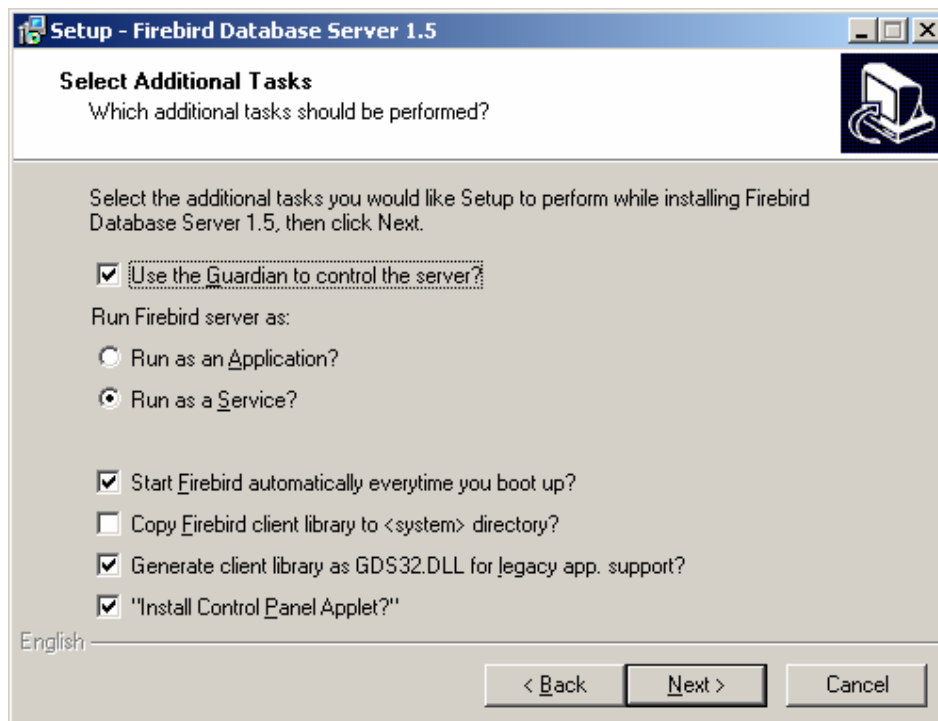 Setup - Firebird Database Server 1.5
Select Additional Tasks
Which additional tasks should be performed?
Select the additional tasks you would like Setup to perform while installing Firebird
Database Server 1.5, then click Next.
Use the Guardian to control the server?
Run Firebird server as:
Run as an Application?
Run as a Service?
Start Firebird automatically everytime you boot up?
Copy Firebird client library to <system> directory?
Generate client library as GDS32.DLL for legacy app. support?
"Install Control Panel Applet?"
English
< Back
Next >
Cancel